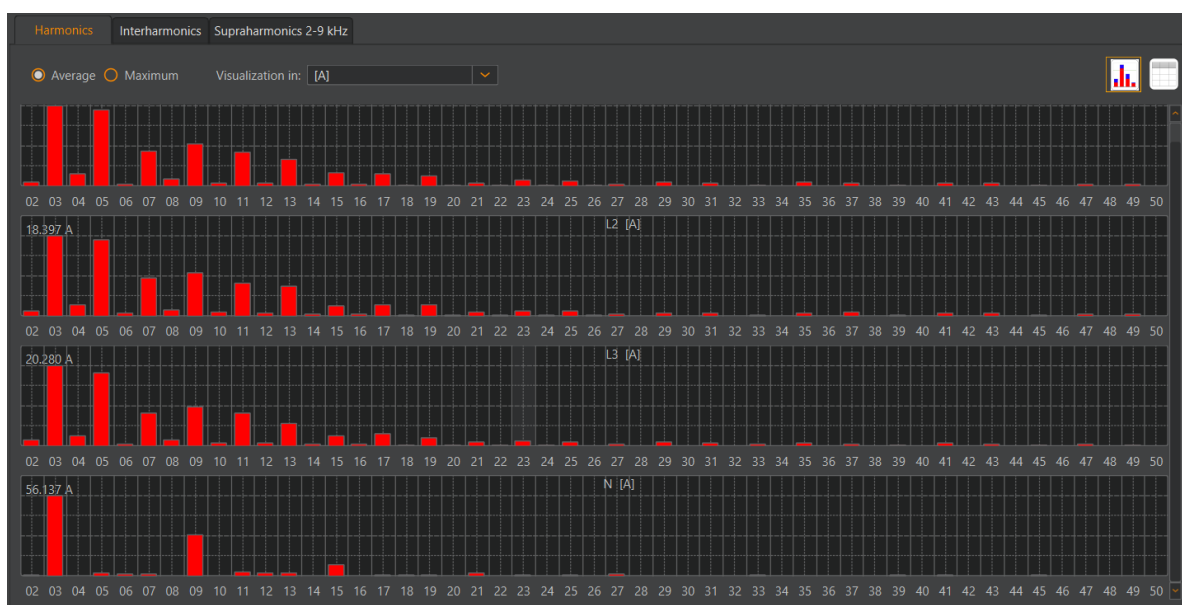 Harmonics Interharmonics Supraharmonics 2-9 kHz
Average Maximum Visualization in: [A]
02 03 04 05 06 07 08 09 10 11 12 13 14 15 16 17 18 19 20 21 22 23 24 25 26 27 28 29 30 31 32 33 34 35 36 37 38 39 40 41 42 43 44 45 46 47 48 49 50
18.397 A L2 [A]
02 03 04 05 06 07 08 09 10 11 12 13 14 15 16 17 18 19 20 21 22 23 24 25 26 27 28 29 30 31 32 33 34 35 36 37 38 39 40 41 42 43 44 45 46 47 48 49 50
20.280 A L3 [A]
02 03 04 05 06 07 08 09 10 11 12 13 14 15 16 17 18 19 20 21 22 23 24 25 26 27 28 29 30 31 32 33 34 35 36 37 38 39 40 41 42 43 44 45 46 47 48 49 50
56.137 A N [A]
02 03 04 05 06 07 08 09 10 11 12 13 14 15 16 17 18 19 20 21 22 23 24 25 26 27 28 29 30 31 32 33 34 35 36 37 38 39 40 41 42 43 44 45 46 47 48 49 50